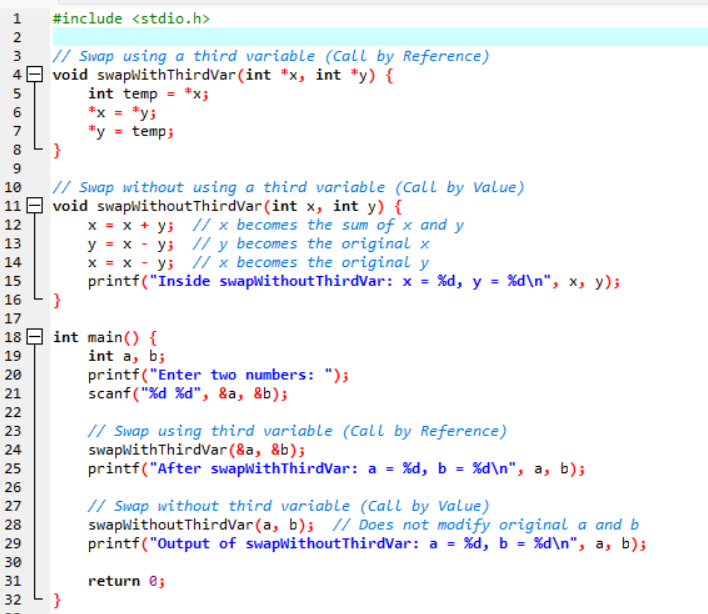 1 #include <stdio.h>
2
3 // Swap using a third variable (Call by Reference)
4 void swapWithThirdVar(int *x, int *y) {
5     int temp = *x;
6     *x = *y;
7     *y = temp;
8 }
9
10 // Swap without using a third variable (Call by Value)
11 void swapWithoutThirdVar(int x, int y) {
12     x = x + y;  // x becomes the sum of x and y
13     y = x - y;  // y becomes the original x
14     x = x - y;  // x becomes the original y
15     printf("Inside swapWithoutThirdVar: x = %d, y = %d\n", x, y);
16 }
17
18 int main() {
19     int a, b;
20     printf("Enter two numbers: ");
21     scanf("%d %d", &a, &b);
22
23     // Swap using third variable (Call by Reference)
24     swapWithThirdVar(&a, &b);
25     printf("After swapWithThirdVar: a = %d, b = %d\n", a, b);
26
27     // Swap without third variable (Call by Value)
28     swapWithoutThirdVar(a, b);  // Does not modify original a and b
29     printf("Output of swapWithoutThirdVar: a = %d, b = %d\n", a, b);
30
31     return 0;
32 }